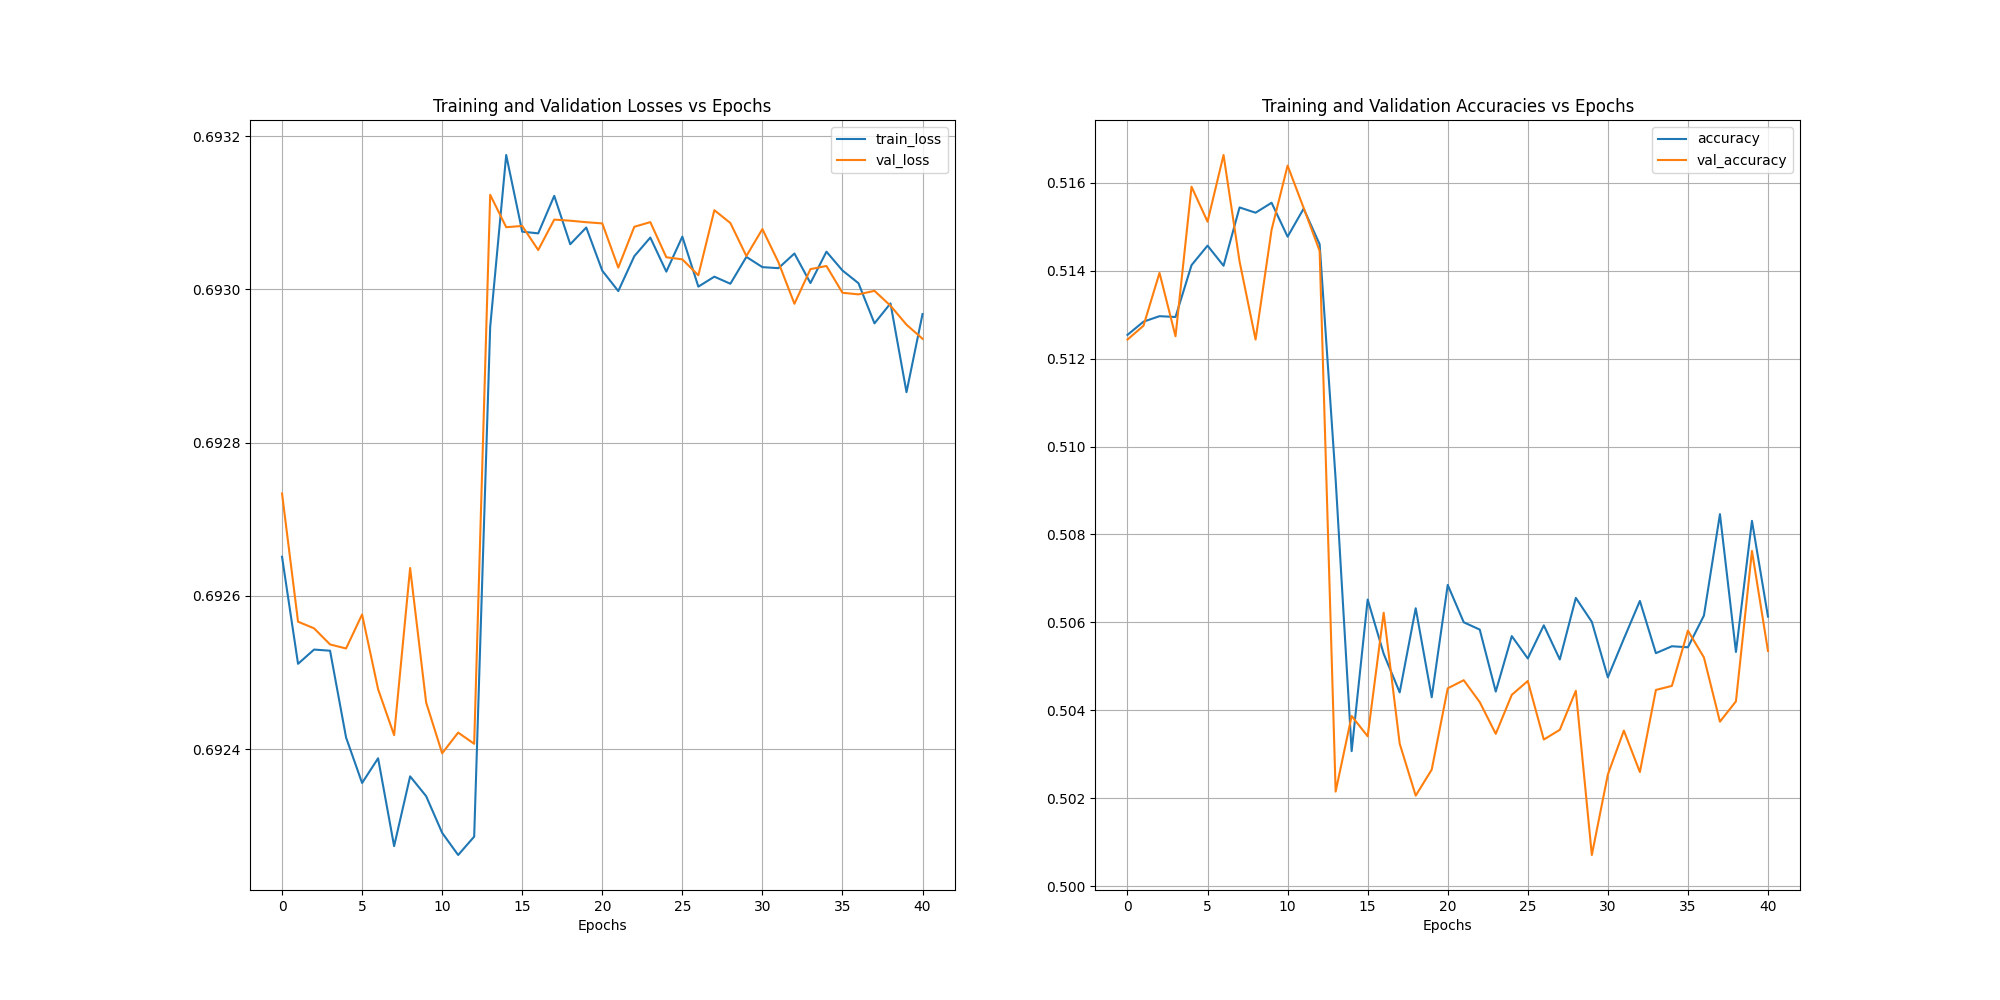 Training and Validation Losses vs Epochs
train_loss
val_loss
0.6932
0.6930
0.6928
0.6926
0.6924
0 5 10 15 20 25 30 35 40
Epochs
Training and Validation Accuracies vs Epochs
accuracy
val_accuracy
0.516
0.514
0.512
0.510
0.508
0.506
0.504
0.502
0.500
0 5 10 15 20 25 30 35 40
Epochs